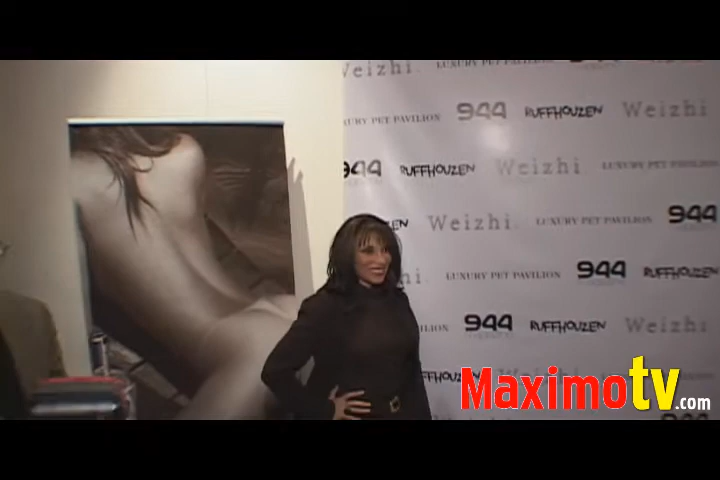 Weizhi. LUXURY PET PAVILION 944
LUXURY PET PAVILION 944 RUFFHOUZEN Weizhi
944 RUFFHOUZEN Weizhi. LUXURY PET PAVILION
Weizhi. LUXURY PET PAVILION 944
LUXURY PET PAVILION 944 RUFFHOUZEN
944 RUFFHOUZEN Weizhi
MaximoTV.com